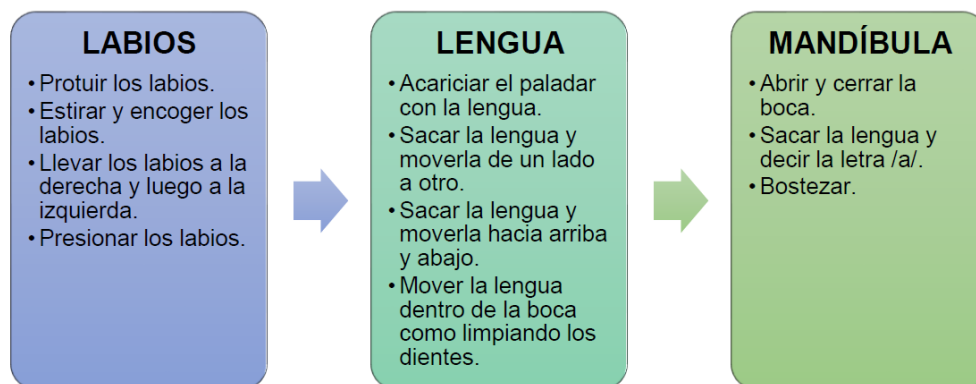 LABIOS
• Protuir los labios.
• Estirar y encoger los
labios.
• Llevar los labios a la
derecha y luego a la
izquierda.
• Presionar los labios.
LENGUA
• Acariciar el paladar
con la lengua.
• Sacar la lengua y
moverla de un lado
a otro.
• Sacar la lengua y
moverla hacia arriba
y abajo.
• Mover la lengua
dentro de la boca
como limpiando los
dientes.
MANDÍBULA
• Abrir y cerrar la
boca.
• Sacar la lengua y
decir la letra /a/.
• Bostezar.